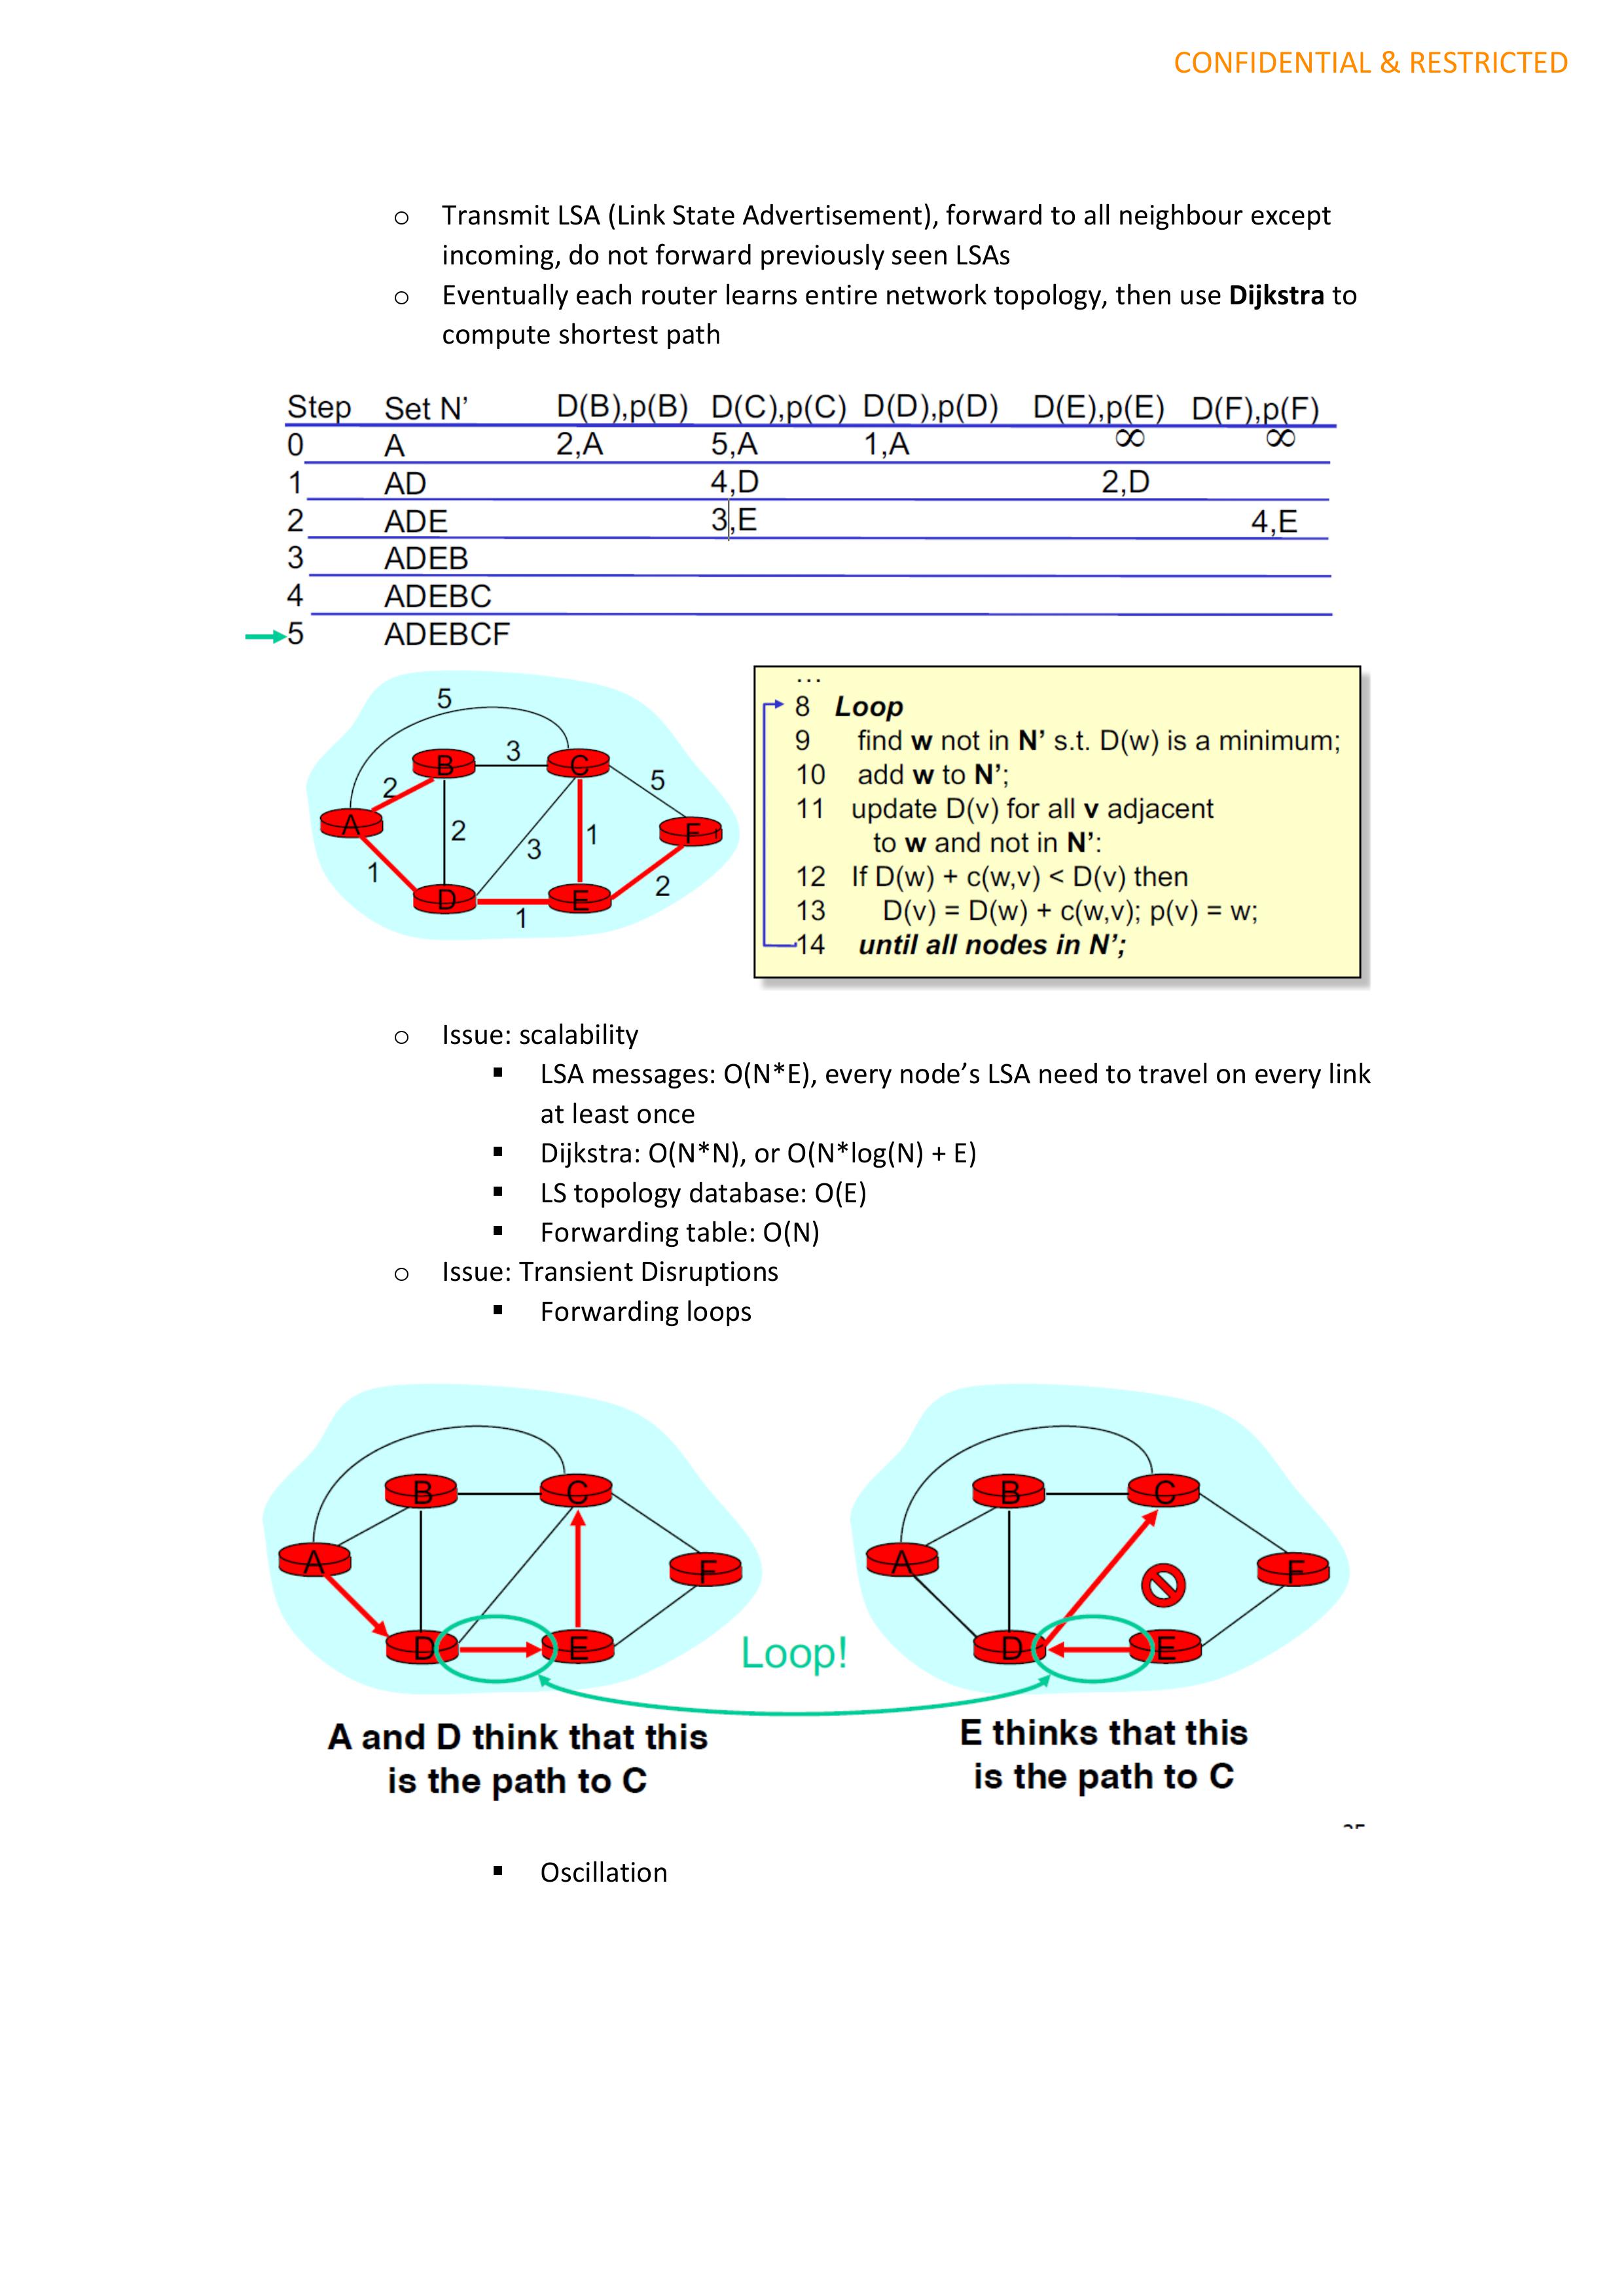 CONFIDENTIAL & RESTRICTED
o Transmit LSA (Link State Advertisement), forward to all neighbour except
incoming, do not forward previously seen LSAs
o Eventually each router learns entire network topology, then use Dijkstra to
compute shortest path
Step Set N’ D(B),p(B) D(C),p(C) D(D),p(D) D(E),p(E) D(F),p(F)
0 A 2,A 5,A 1,A ∞ ∞
1 AD 4,D 2,D
2 ADE 3,E 4,E
3 ADEB
4 ADEBC
5 ADEBCF
5
B 3 C
2 5
A 2 3 1 F
1 2
D 1 E
...
8 Loop
9 find w not in N’ s.t. D(w) is a minimum;
10 add w to N’;
11 update D(v) for all v adjacent
to w and not in N’:
12 If D(w) + c(w,v) < D(v) then
13 D(v) = D(w) + c(w,v); p(v) = w;
14 until all nodes in N’;
o Issue: scalability
▪ LSA messages: O(N*E), every node’s LSA need to travel on every link
at least once
▪ Dijkstra: O(N*N), or O(N*log(N) + E)
▪ LS topology database: O(E)
▪ Forwarding table: O(N)
o Issue: Transient Disruptions
▪ Forwarding loops
B C
A F
D E
Loop!
B C
A F
D E
A and D think that this
is the path to C
E thinks that this
is the path to C
▪ Oscillation